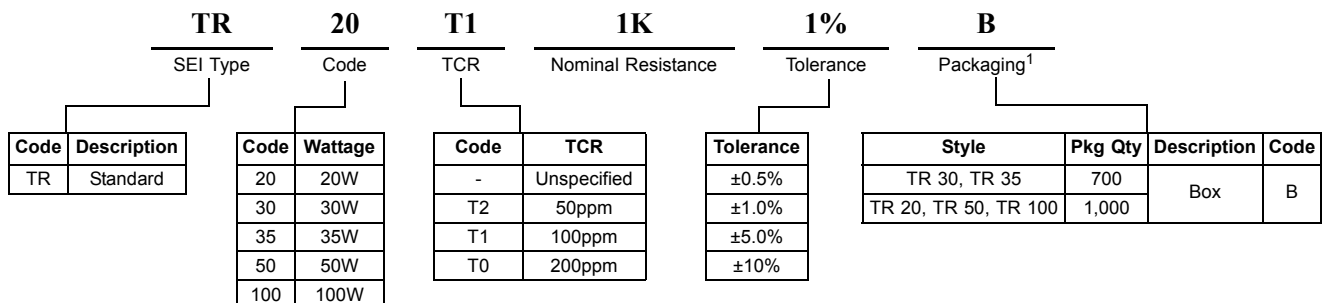 TR 20 T1 1K 1% B
SEI Type Code TCR Nominal Resistance Tolerance Packaging1
Code Description
TR Standard
Code Wattage
20 20W
30 30W
35 35W
50 50W
100 100W
Code TCR
- Unspecified
T2 50ppm
T1 100ppm
T0 200ppm
Tolerance
±0.5%
±1.0%
±5.0%
±10%
Style Pkg Qty Description Code
TR 30, TR 35 700 Box B
TR 20, TR 50, TR 100 1,000